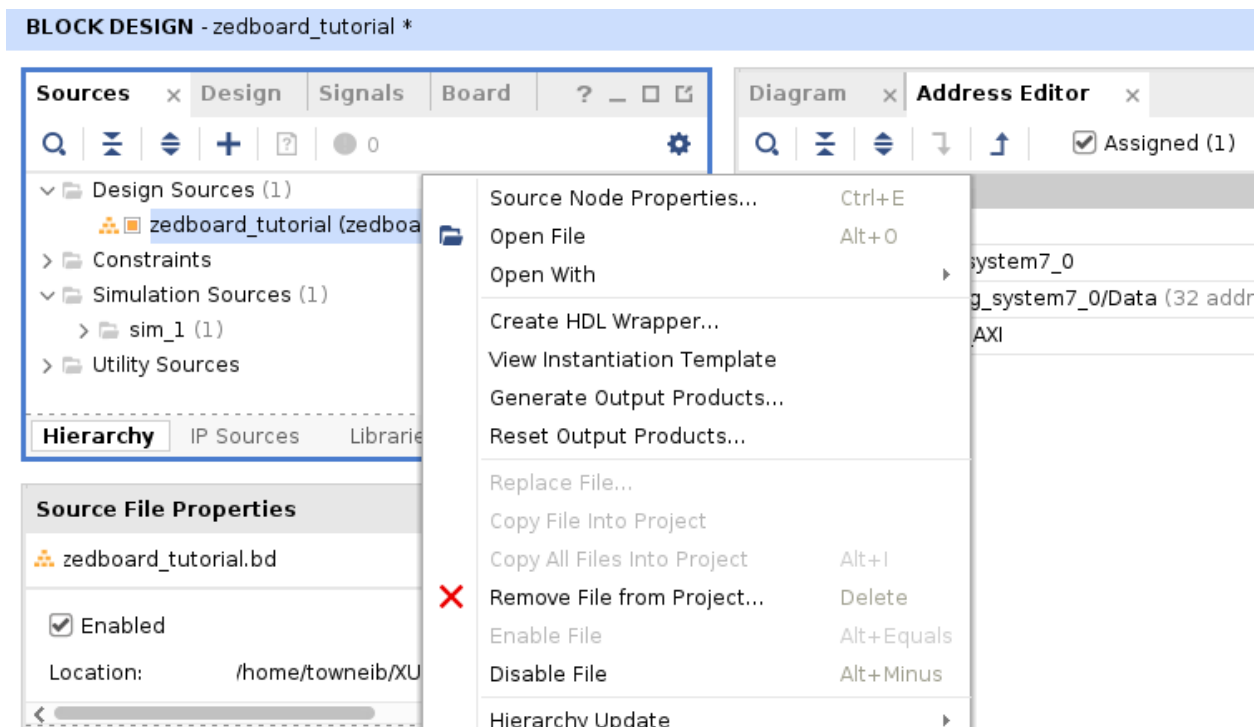 BLOCK DESIGN - zedboard_tutorial *
Sources Design Signals Board ? Diagram Address Editor
0 Assigned (1)
Design Sources (1)
zedboard_tutorial (zedboa
Constraints
Simulation Sources (1)
sim_1 (1)
Utility Sources
Hierarchy IP Sources Librarie
Source File Properties
zedboard_tutorial.bd
Enabled
Location: /home/towneib/XU
Source Node Properties... Ctrl+E
Open File Alt+O
Open With
Create HDL Wrapper...
View Instantiation Template
Generate Output Products...
Reset Output Products...
Replace File...
Copy File Into Project
Copy All Files Into Project Alt+I
Remove File from Project... Delete
Enable File Alt+Equals
Disable File Alt+Minus
Hierarchy Update
system7_0
g_system7_0/Data (32 addr
AXI